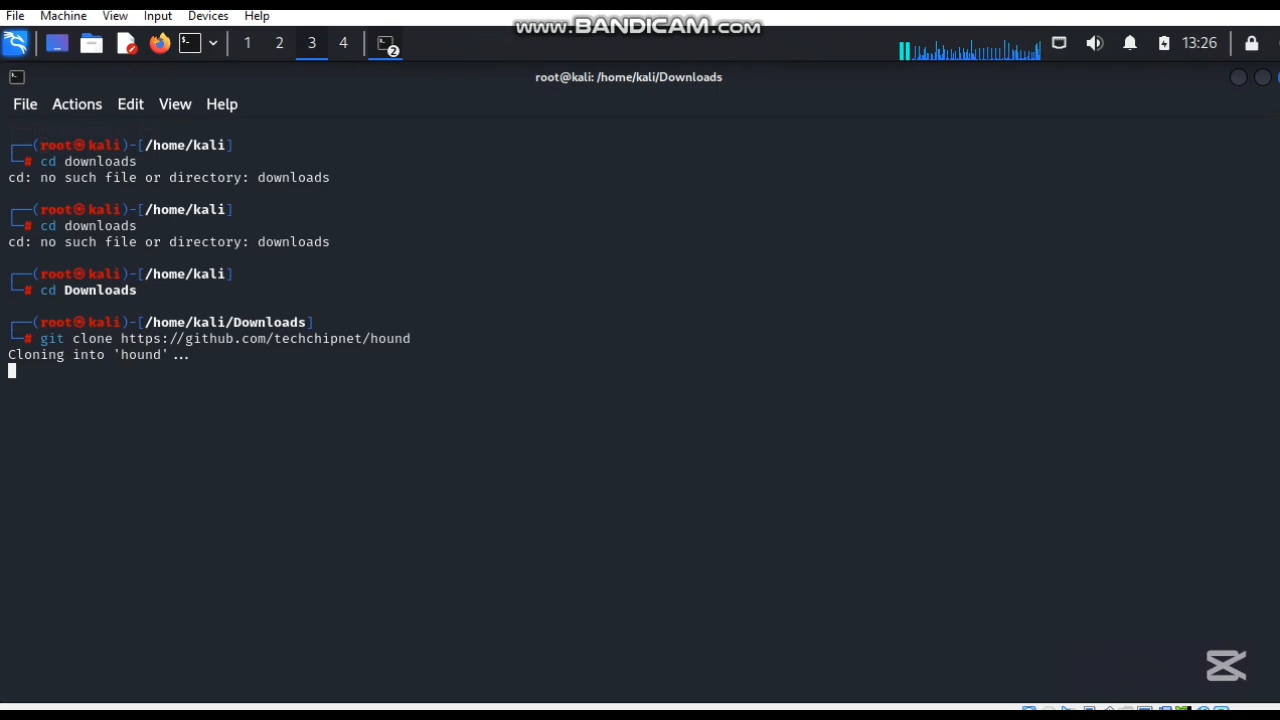 File Machine View Input Devices Help
www.BANDICAM.com
1 2 3 4 2 13:26
root@kali: /home/kali/Downloads
File Actions Edit View Help
┌──(root㉿kali)-[/home/kali]
└─# cd downloads
cd: no such file or directory: downloads
┌──(root㉿kali)-[/home/kali]
└─# cd downloads
cd: no such file or directory: downloads
┌──(root㉿kali)-[/home/kali]
└─# cd Downloads
┌──(root㉿kali)-[/home/kali/Downloads]
└─# git clone https://github.com/techchipnet/hound
Cloning into 'hound'...